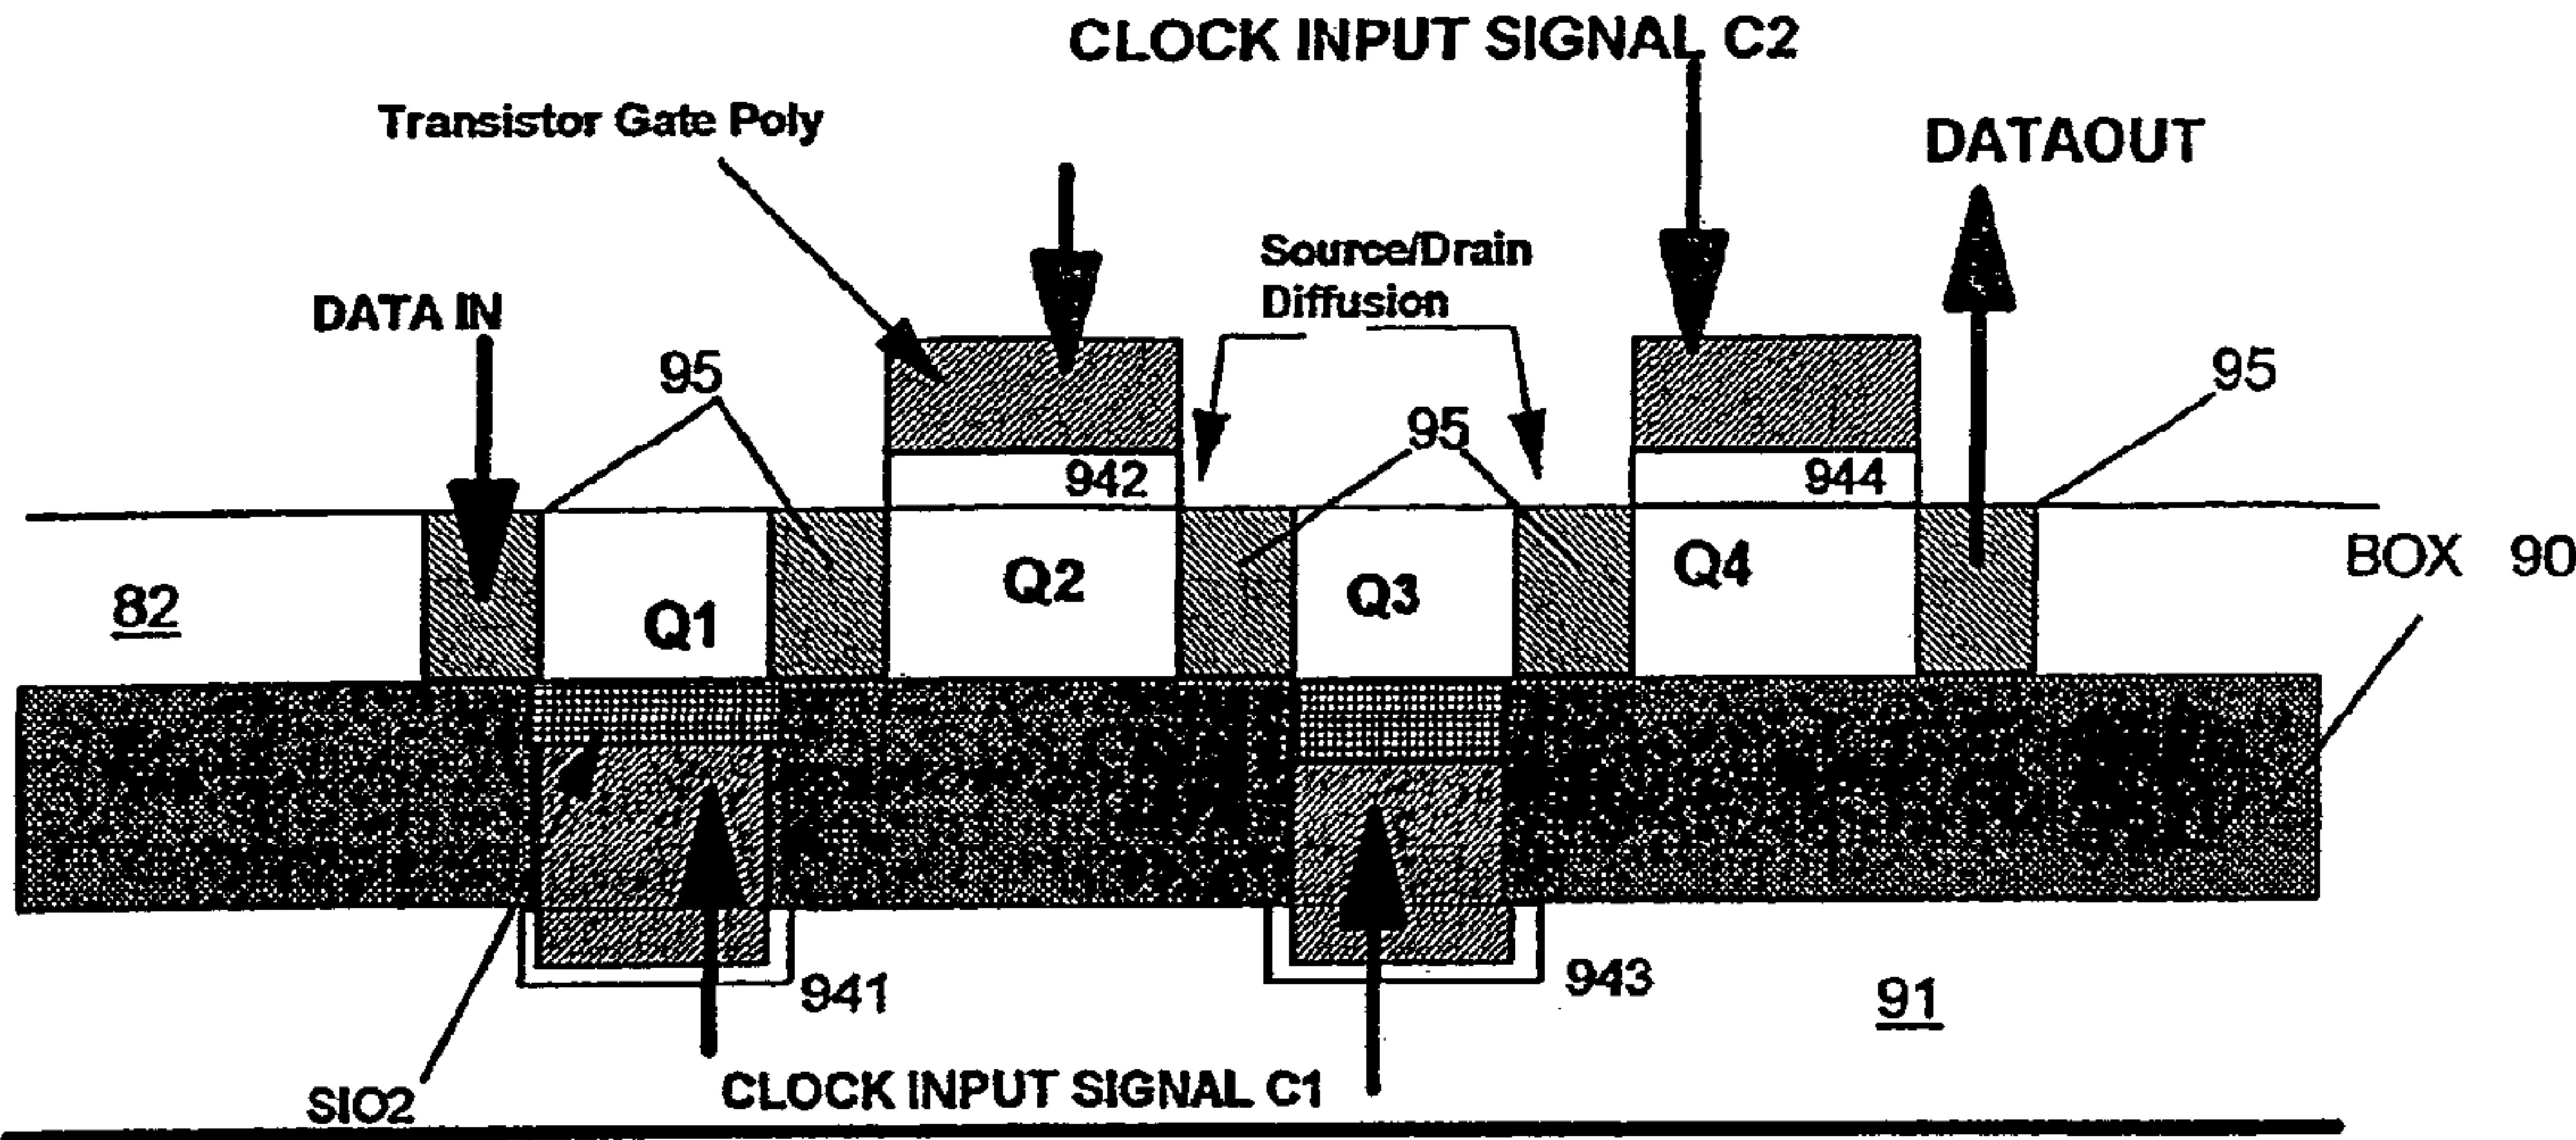 CLOCK INPUT SIGNAL C2
Transistor Gate Poly
DATAOUT
Source/Drain
Diffusion
DATA IN
95
95
95
942
944
BOX 90
82
Q1
Q2
Q3
Q4
941
943
91
CLOCK INPUT SIGNAL C1
SIO2